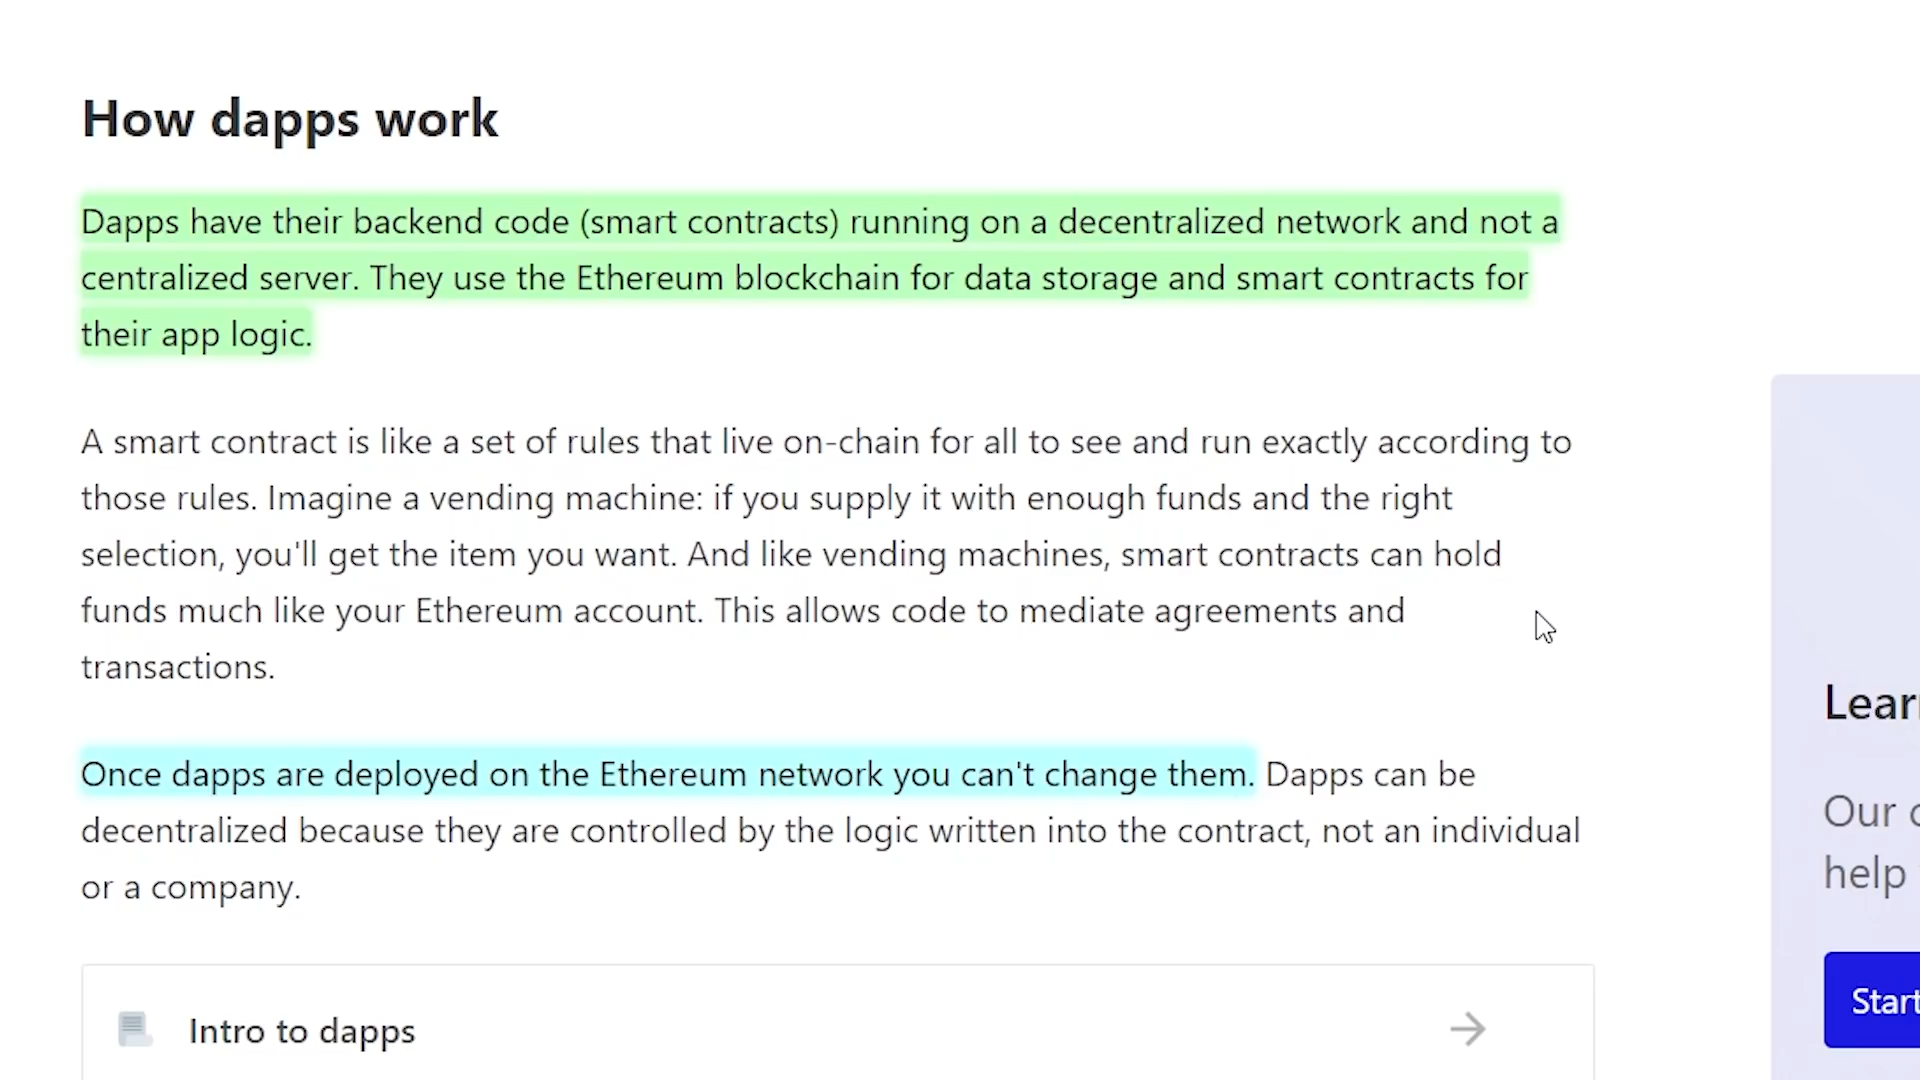 How dapps work
Dapps have their backend code (smart contracts) running on a decentralized network and not a
centralized server. They use the Ethereum blockchain for data storage and smart contracts for
their app logic.
A smart contract is like a set of rules that live on-chain for all to see and run exactly according to
those rules. Imagine a vending machine: if you supply it with enough funds and the right
selection, you'll get the item you want. And like vending machines, smart contracts can hold
funds much like your Ethereum account. This allows code to mediate agreements and
transactions.
Once dapps are deployed on the Ethereum network you can't change them. Dapps can be
decentralized because they are controlled by the logic written into the contract, not an individual
or a company.
Intro to dapps
Our
help
Start